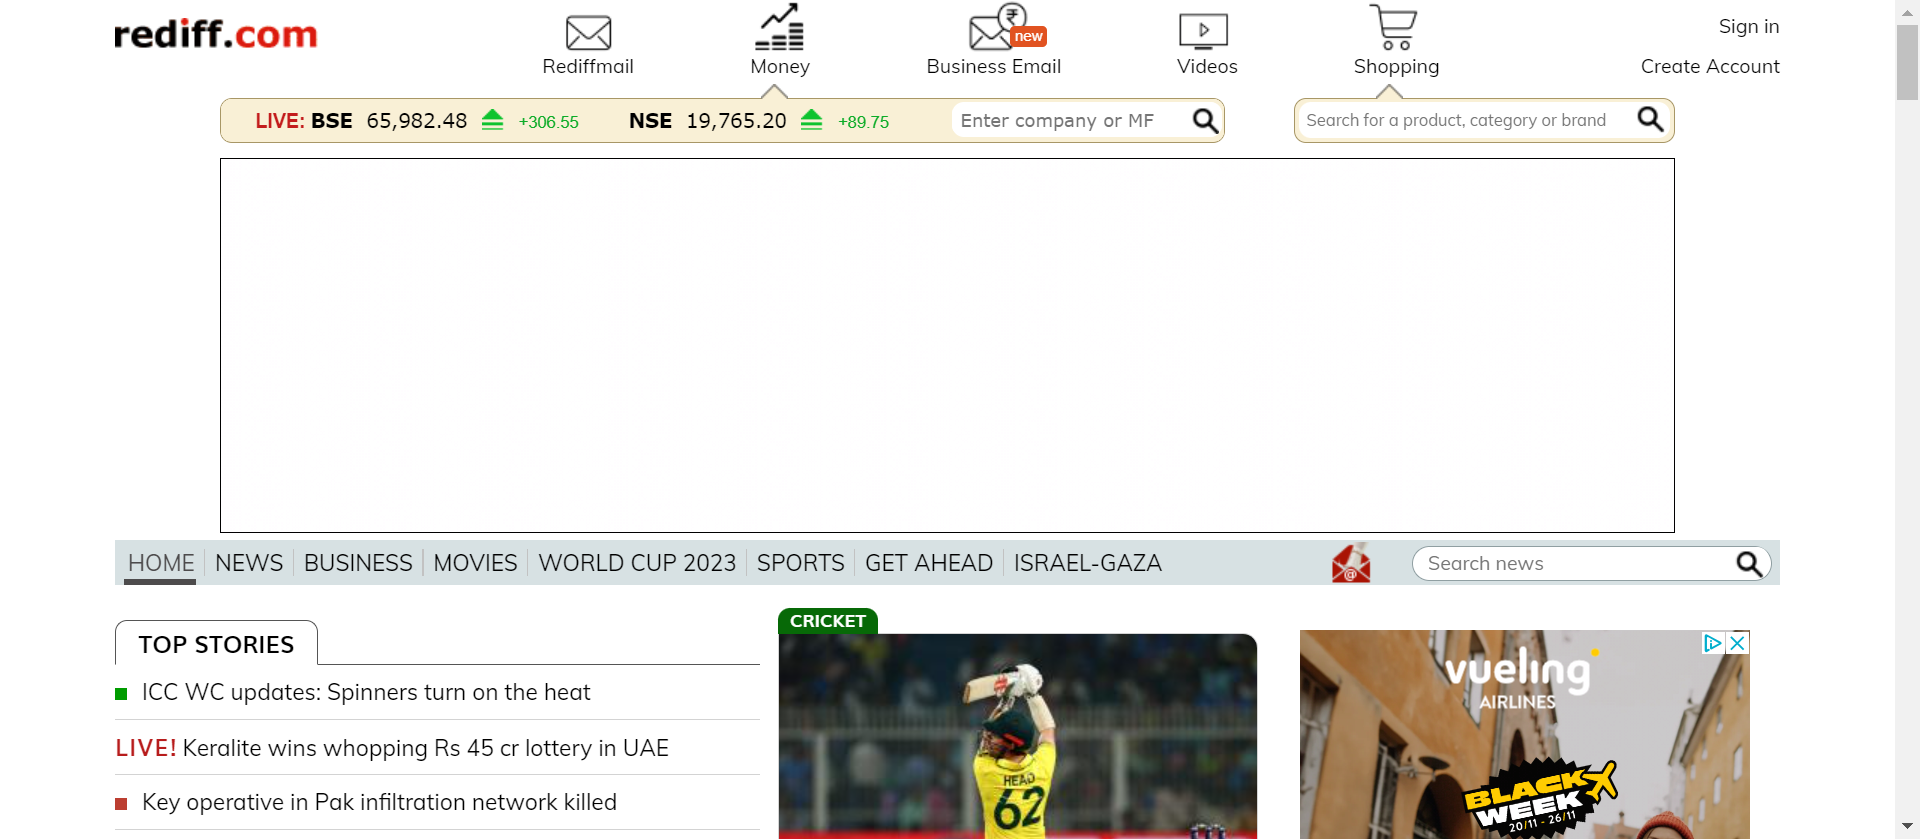 rediff.com
Rediffmail
Money
new
Business Email
Videos
Shopping
Sign in
Create Account
LIVE: BSE 65,982.48 +306.55 NSE 19,765.20 +89.75
Enter company or MF
Search for a product, category or brand
HOME NEWS BUSINESS MOVIES WORLD CUP 2023 SPORTS GET AHEAD ISRAEL-GAZA
@
Search news
TOP STORIES
ICC WC updates: Spinners turn on the heat
LIVE! Keralite wins whopping Rs 45 cr lottery in UAE
Key operative in Pak infiltration network killed
CRICKET
HEAD
62
vueling
AIRLINES
BLACK
WEEK
20/11 - 26/11